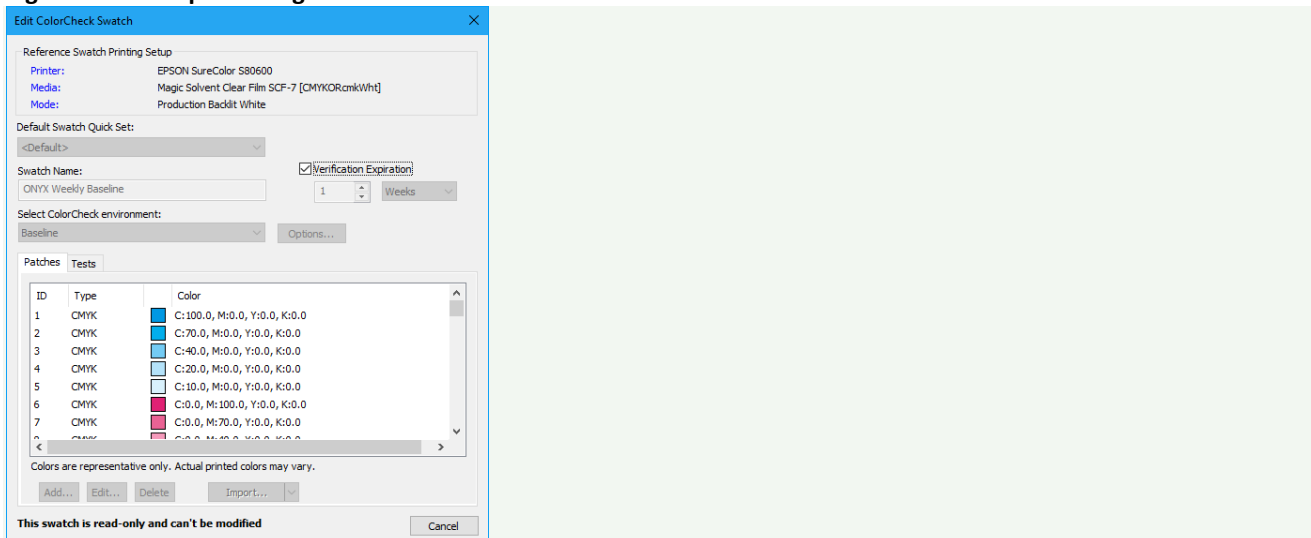 Edit ColorCheck Swatch
Reference Swatch Printing Setup
Printer: EPSON SureColor S80600
Media: Magic Solvent Clear Film SCF-7 [CMYKORcmkWht]
Mode: Production Backlit White
Default Swatch Quick Set:
<Default>
Swatch Name:
Verification Expiration
ONYX Weekly Baseline
1 Weeks
Select ColorCheck environment:
Baseline
Options...
Patches Tests
ID Type Color
1 CMYK C:100.0, M:0.0, Y:0.0, K:0.0
2 CMYK C:70.0, M:0.0, Y:0.0, K:0.0
3 CMYK C:40.0, M:0.0, Y:0.0, K:0.0
4 CMYK C:20.0, M:0.0, Y:0.0, K:0.0
5 CMYK C:10.0, M:0.0, Y:0.0, K:0.0
6 CMYK C:0.0, M:100.0, Y:0.0, K:0.0
7 CMYK C:0.0, M:70.0, Y:0.0, K:0.0
Colors are representative only. Actual printed colors may vary.
Add... Edit... Delete Import...
This swatch is read-only and can't be modified
Cancel